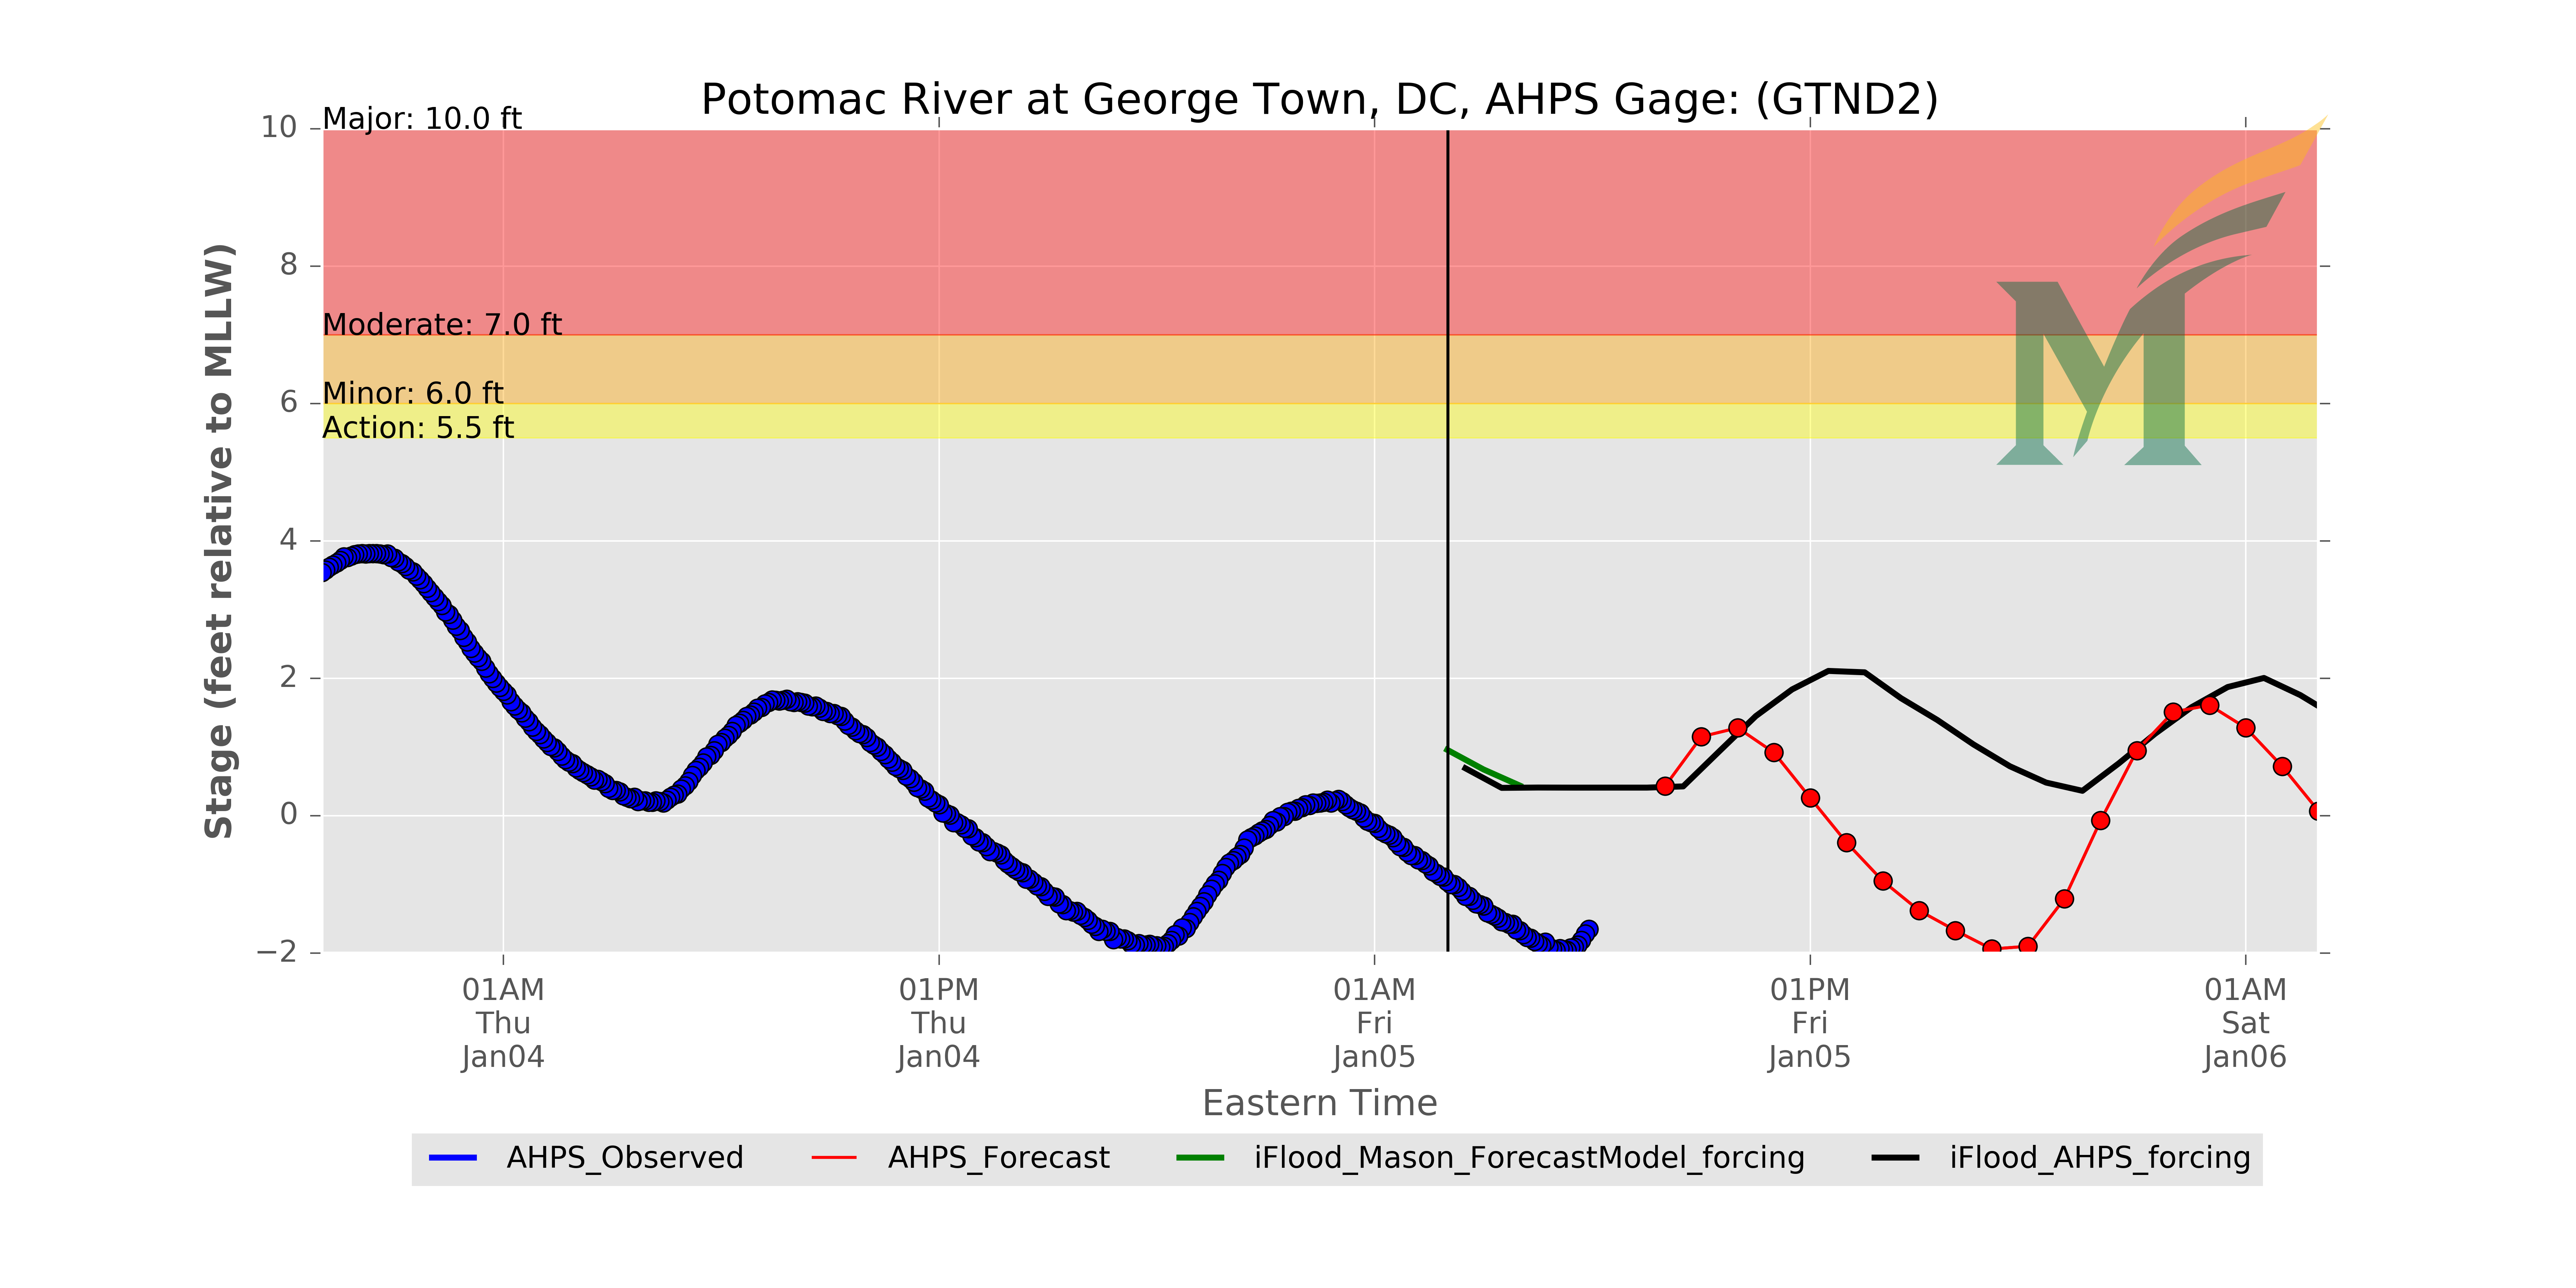 Potomac River at George Town, DC, AHPS Gage: (GTND2)
Major: 10.0 ft
Moderate: 7.0 ft
Minor: 6.0 ft
Action: 5.5 ft
Stage (feet relative to MLLW)
10
8
6
4
2
0
−2
01AM
Thu
Jan04
01PM
Thu
Jan04
01AM
Fri
Jan05
01PM
Fri
Jan05
01AM
Sat
Jan06
Eastern Time
AHPS_Observed
AHPS_Forecast
iFlood_Mason_ForecastModel_forcing
iFlood_AHPS_forcing
M